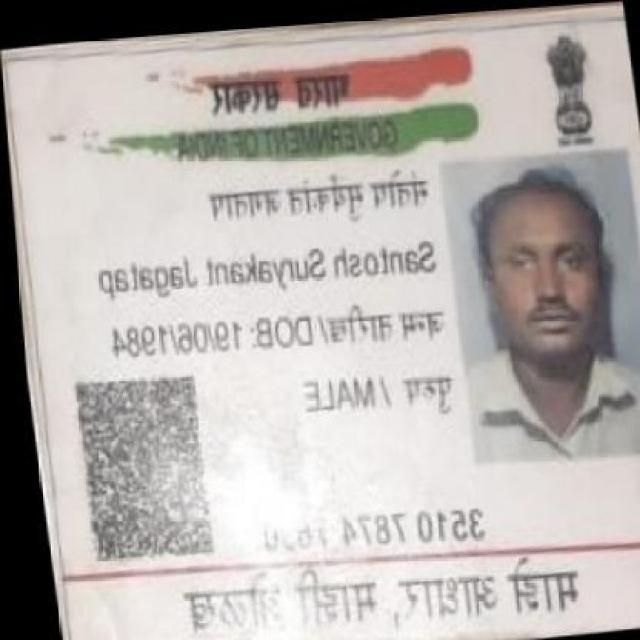 भारत सरकार
GOVERNMENT OF INDIA
संतोष सुर्यकांत जगताप
Santosh Suryakant Jagatap
जन्म तारीख / DOB: 19/06/1984
पुरुष / MALE
3510 7874
माझे आधार, माझी ओळख